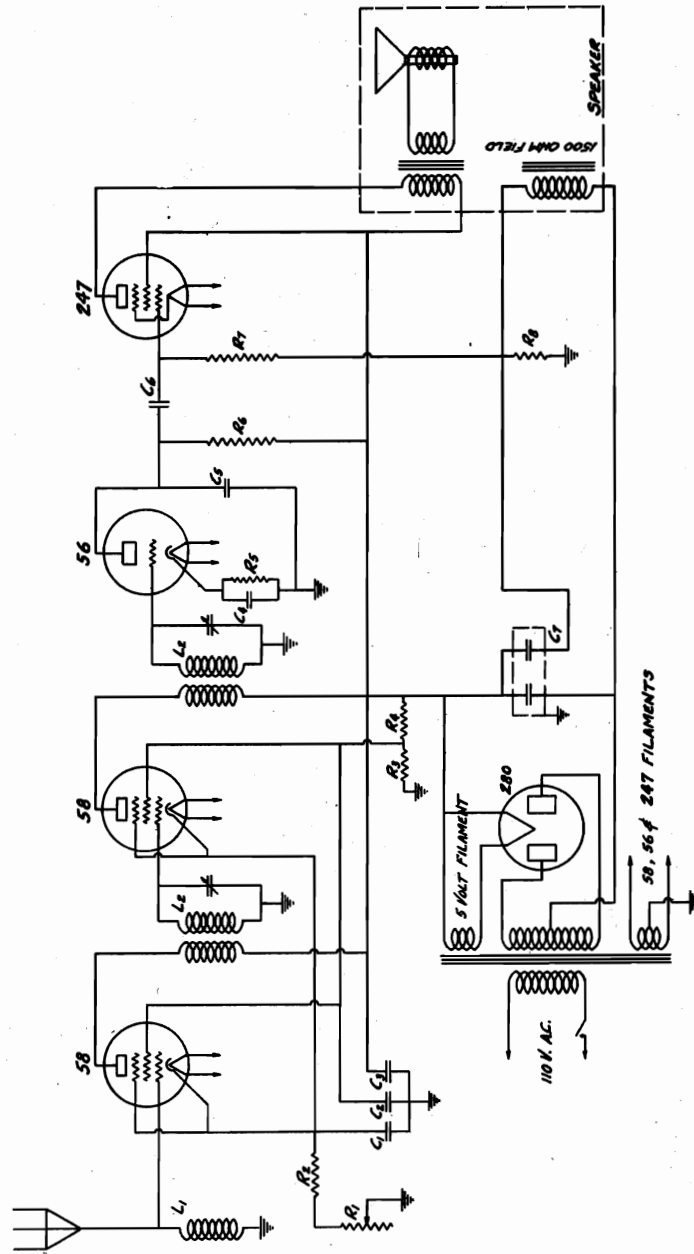 L1
58
L2
58
L2
56
C6
247
C5
C4
R5
R6
R7
R8
R2
R1
C1
C2
C3
R3
R4
5 VOLT FILAMENT
280
C7
110 V. A.C.
58, 56 & 247 FILAMENTS
1500 OHM FIELD
SPEAKER